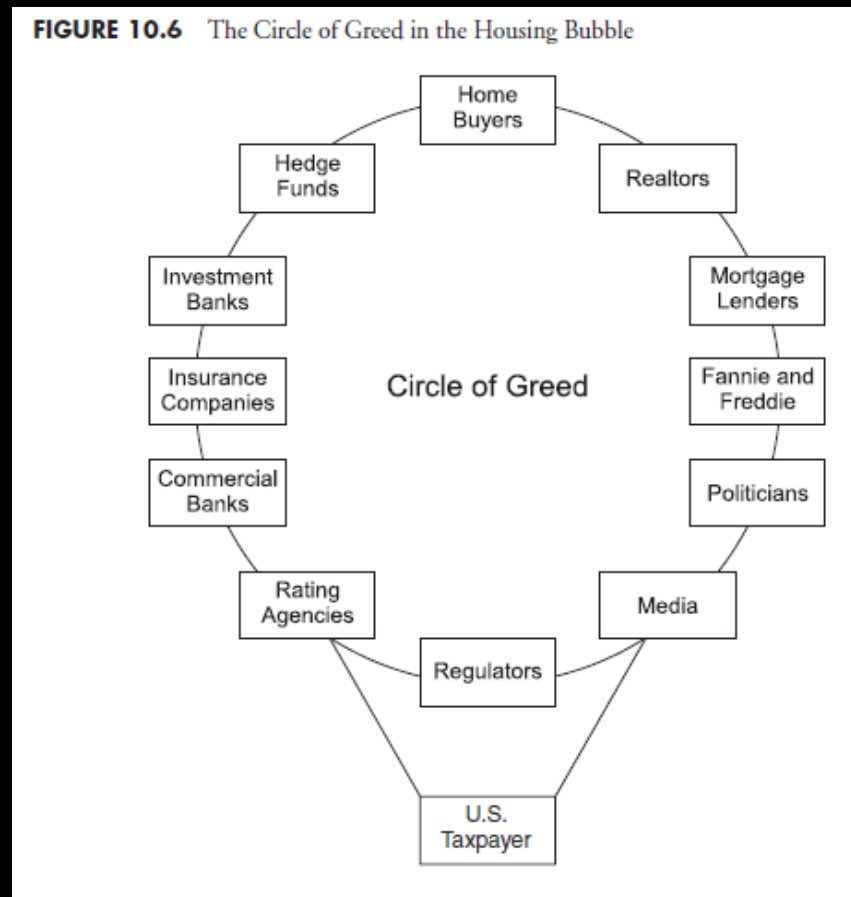 FIGURE 10.6 The Circle of Greed in the Housing Bubble
Home
Buyers
Hedge
Funds
Realtors
Investment
Banks
Mortgage
Lenders
Insurance
Companies
Circle of Greed
Fannie and
Freddie
Commercial
Banks
Politicians
Rating
Agencies
Media
Regulators
U.S.
Taxpayer